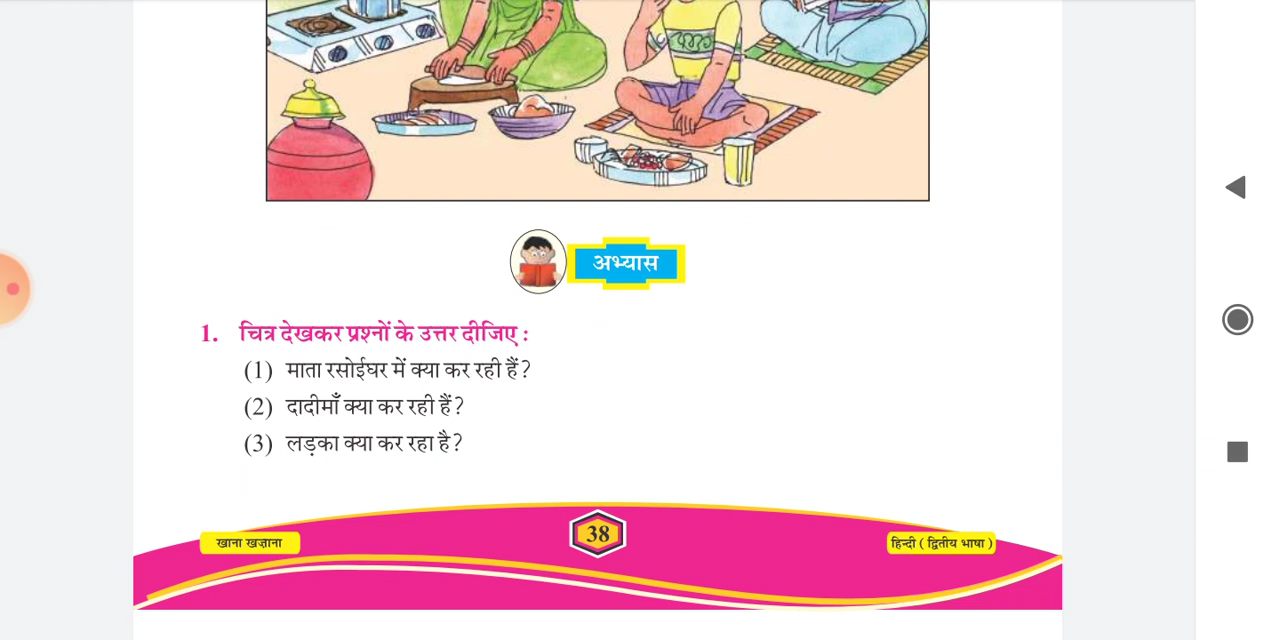 अभ्यास
1. चित्र देखकर प्रश्नों के उत्तर दीजिए :
(1) माता रसोईघर में क्या कर रही हैं?
(2) दादीमाँ क्या कर रही हैं?
(3) लड़का क्या कर रहा है?
खाना खज़ाना 38 हिन्दी ( द्वितीय भाषा )